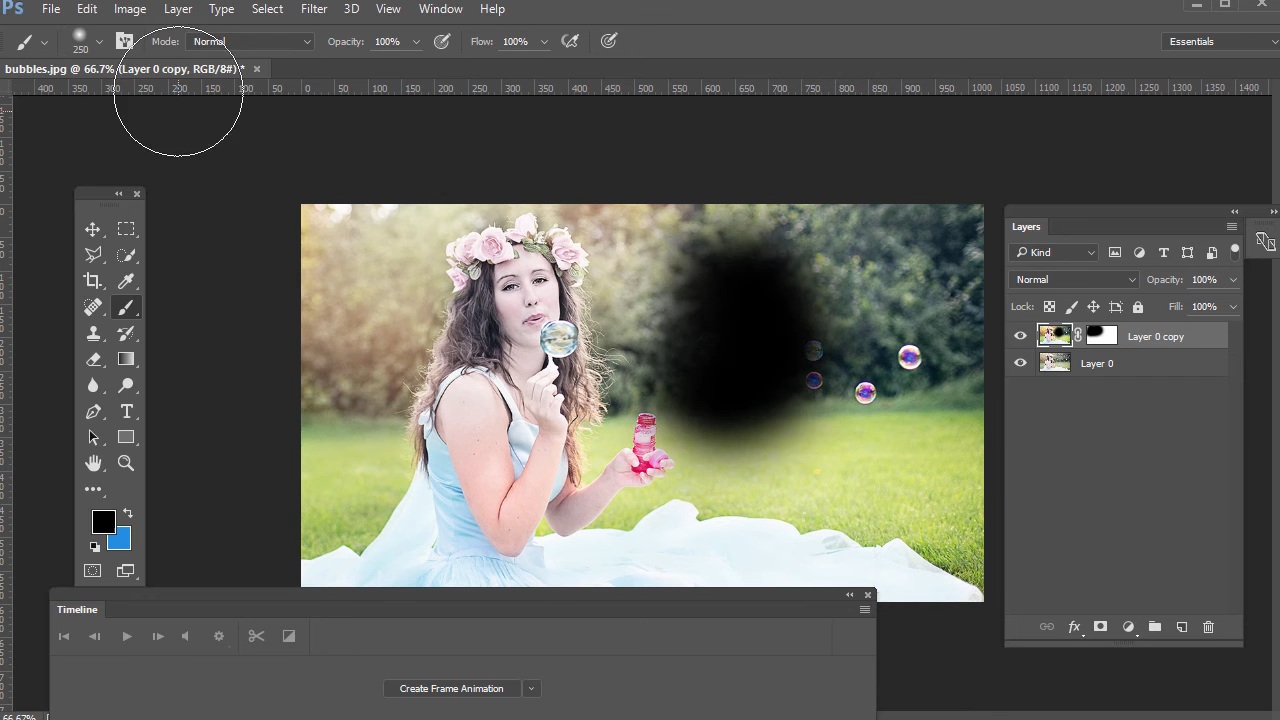 Ps File Edit Image Layer Type Select Filter 3D View Window Help
250 Mode: Normal Opacity: 100% Flow: 100% Essentials
bubbles.jpg @ 66.7% (Layer 0 copy, RGB/8#) *
400 350 300 250 200 150 100 50 0 50 100 150 200 250 300 350 400 450 500 550 600 650 700 750 800 850 900 950 1000 1050 1100 1150 1200 1250 1300 1350 1400
Layers
Kind
Normal Opacity: 100%
Lock: Fill: 100%
Layer 0 copy
Layer 0
fx
Timeline
Create Frame Animation
66.67%